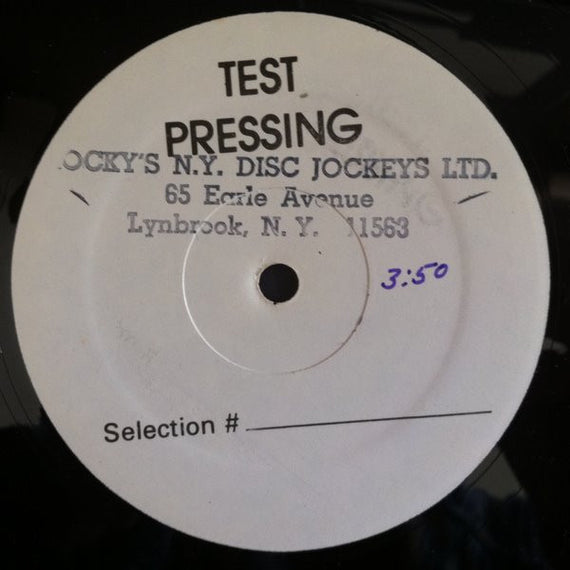 TEST
PRESSING
OCKY'S N.Y. DISC JOCKEYS LTD.
65 Earle Avenue
Lynbrook, N.Y. 11563
3:50
Selection #